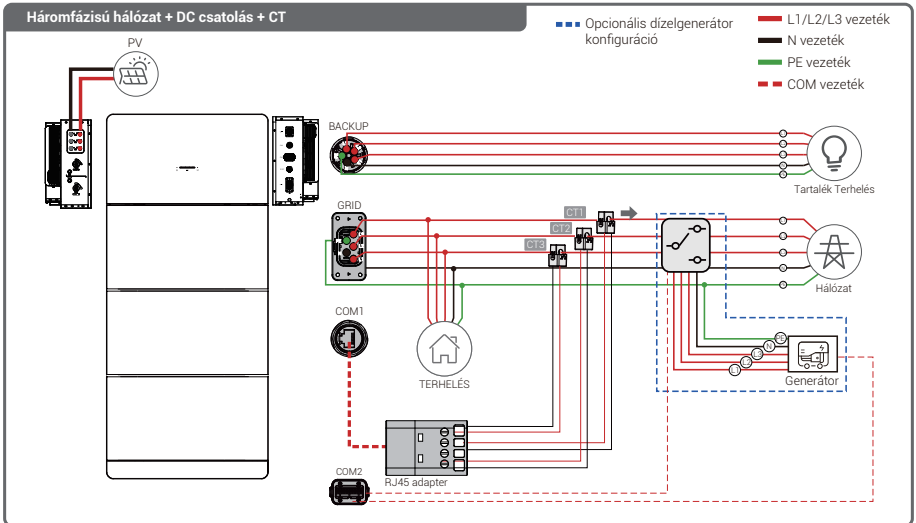 Háromfázisú hálózat + DC csatolás + CT
Opcionális dízelgenerátor
konfiguráció
L1/L2/L3 vezeték
N vezeték
PE vezeték
COM vezeték
PV
BACKUP
Tartalék Terhelés
GRID
CT1
CT2
CT3
Hálózat
COM1
TERHELÉS
PE
N
L3
L2
L1
Generátor
RJ45 adapter
COM2